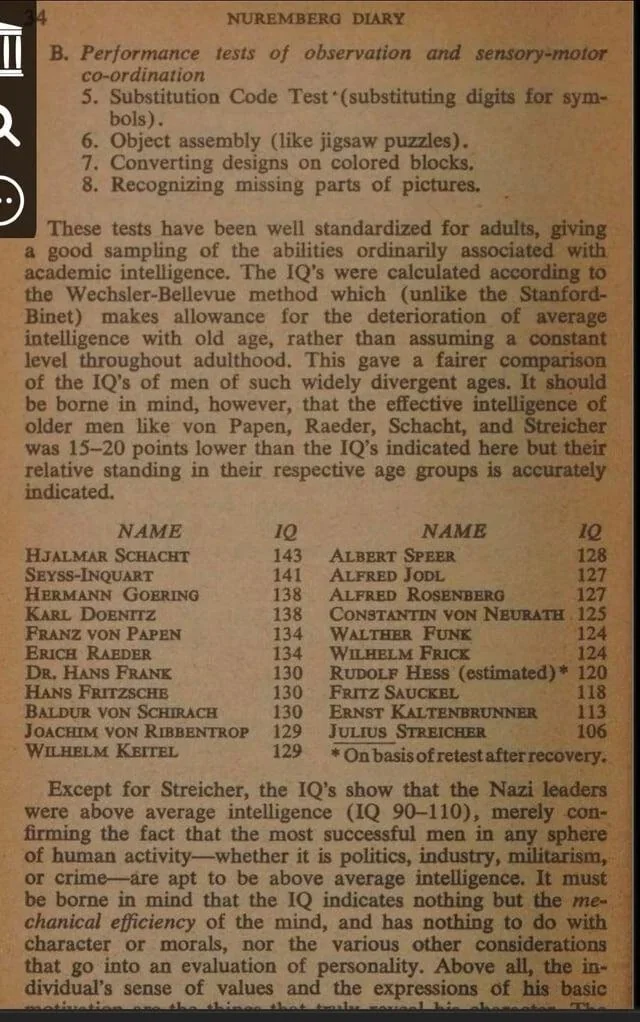 34
NUREMBERG DIARY
B. Performance tests of observation and sensory-motor
co-ordination
5. Substitution Code Test (substituting digits for sym-
bols).
6. Object assembly (like jigsaw puzzles).
7. Converting designs on colored blocks.
8. Recognizing missing parts of pictures.
These tests have been well standardized for adults, giving
a good sampling of the abilities ordinarily associated with
academic intelligence. The IQ's were calculated according to
the Wechsler-Bellevue method which (unlike the Stanford-
Binet) makes allowance for the deterioration of average
intelligence with old age, rather than assuming a constant
level throughout adulthood. This gave a fairer comparison
of the IQ's of men of such widely divergent ages. It should
be borne in mind, however, that the effective intelligence of
older men like von Papen, Raeder, Schacht, and Streicher
was 15–20 points lower than the IQ's indicated here but their
relative standing in their respective age groups is accurately
indicated.
NAME IQ NAME IQ
HJALMAR SCHACHT 143 ALBERT SPEER 128
SEYSS-INQUART 141 ALFRED JODL 127
HERMANN GOERING 138 ALFRED ROSENBERG 127
KARL DOENITZ 138 CONSTANTIN VON NEURATH 125
FRANZ VON PAPEN 134 WALTHER FUNK 124
ERICH RAEDER 134 WILHELM FRICK 124
DR. HANS FRANK 130 RUDOLF HESS (estimated)* 120
HANS FRITZSCHE 130 FRITZ SAUCKEL 118
BALDUR VON SCHIRACH 130 ERNST KALTENBRUNNER 113
JOACHIM VON RIBBENTROP 129 JULIUS STREICHER 106
WILHELM KEITEL 129 * On basis of retest after recovery.
Except for Streicher, the IQ's show that the Nazi leaders
were above average intelligence (IQ 90–110), merely con-
firming the fact that the most successful men in any sphere
of human activity—whether it is politics, industry, militarism,
or crime—are apt to be above average intelligence. It must
be borne in mind that the IQ indicates nothing but the me-
chanical efficiency of the mind, and has nothing to do with
character or morals, nor the various other considerations
that go into an evaluation of personality. Above all, the in-
dividual's sense of values and the expressions of his basic
motivation are the things that truly reveal his character. The